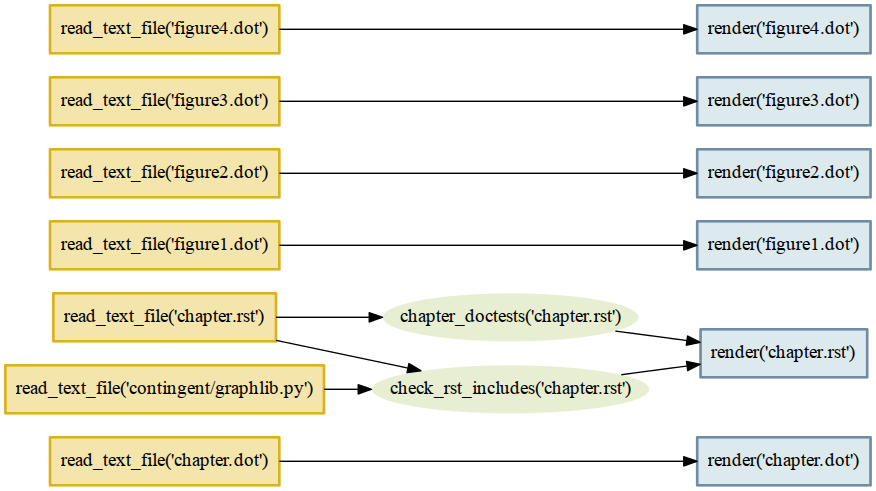 read_text_file('figure4.dot')
render('figure4.dot')
read_text_file('figure3.dot')
render('figure3.dot')
read_text_file('figure2.dot')
render('figure2.dot')
read_text_file('figure1.dot')
render('figure1.dot')
read_text_file('chapter.rst')
chapter_doctests('chapter.rst')
render('chapter.rst')
read_text_file('contingent/graphlib.py')
check_rst_includes('chapter.rst')
read_text_file('chapter.dot')
render('chapter.dot')